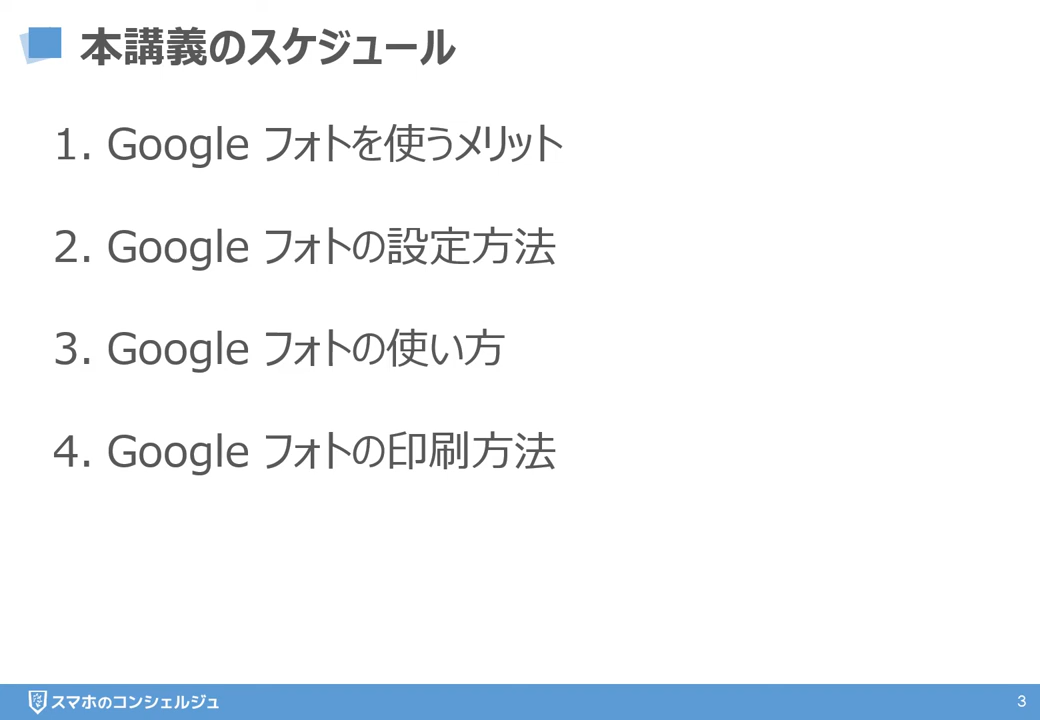 本講義のスケジュール
1. Google フォトを使うメリット
2. Google フォトの設定方法
3. Google フォトの使い方
4. Google フォトの印刷方法
スマホのコンシェルジュ
3